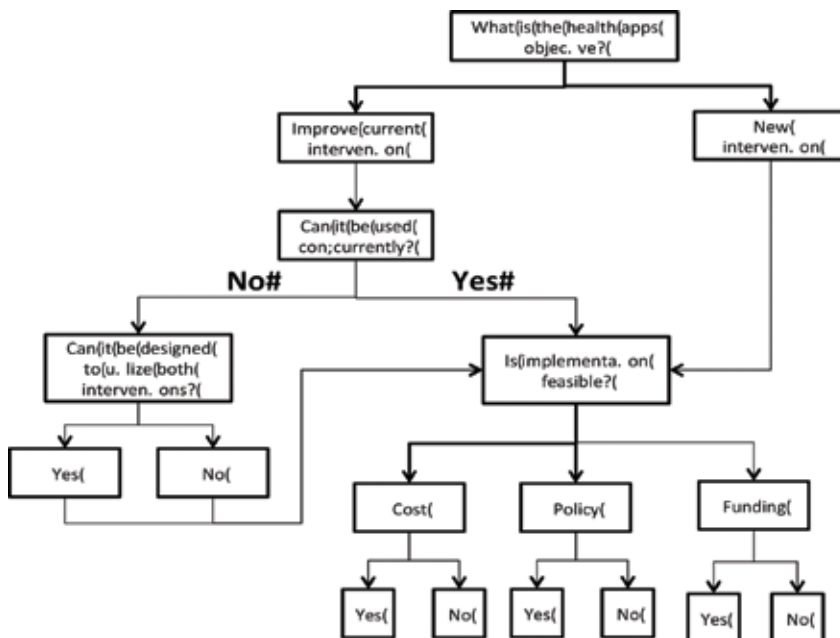 What(is(the(health(apps(
objec. ve?(
Improve(current(
interven. on(
New(
interven. on(
Can(it(be(used(
con;currently?(
No#
Yes#
Can(it(be(designed(
to(u. lize(both(
interven. ons?(
Is(implementa. on(
feasible?(
Yes(
No(
Cost(
Policy(
Funding(
Yes(
No(
Yes(
No(
Yes(
No(